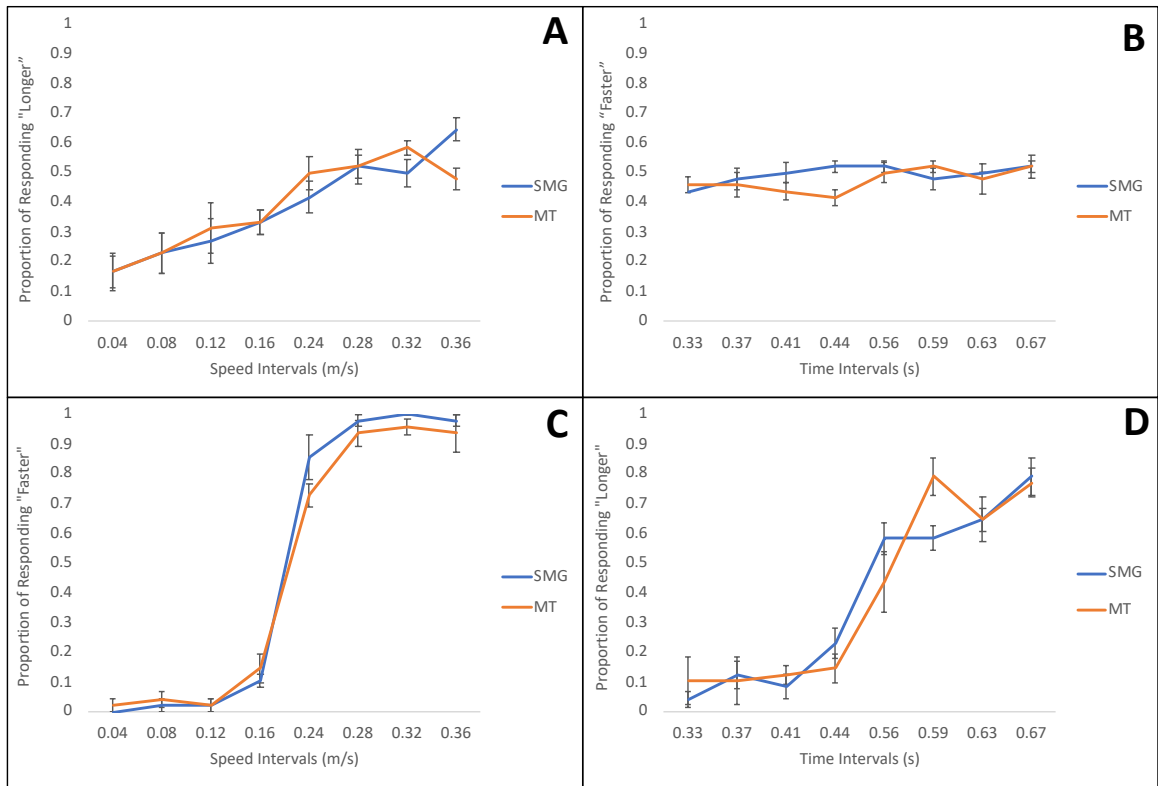 A
Proportion of Responding "Longer”
1
0.9
0.8
0.7
0.6
0.5
0.4
0.3
0.2
0.1
0
0.04 0.08 0.12 0.16 0.24 0.28 0.32 0.36
Speed Intervals (m/s)
SMG
MT
B
Proportion of Responding “Faster”
1
0.9
0.8
0.7
0.6
0.5
0.4
0.3
0.2
0.1
0
0.33 0.37 0.41 0.44 0.56 0.59 0.63 0.67
Time Intervals (s)
SMG
MT
C
Proportion of Responding "Faster"
1
0.9
0.8
0.7
0.6
0.5
0.4
0.3
0.2
0.1
0
0.04 0.08 0.12 0.16 0.24 0.28 0.32 0.36
Speed Intervals (m/s)
SMG
MT
D
Proportion of Responding "Longer"
1
0.9
0.8
0.7
0.6
0.5
0.4
0.3
0.2
0.1
0
0.33 0.37 0.41 0.44 0.56 0.59 0.63 0.67
Time Intervals (s)
SMG
MT